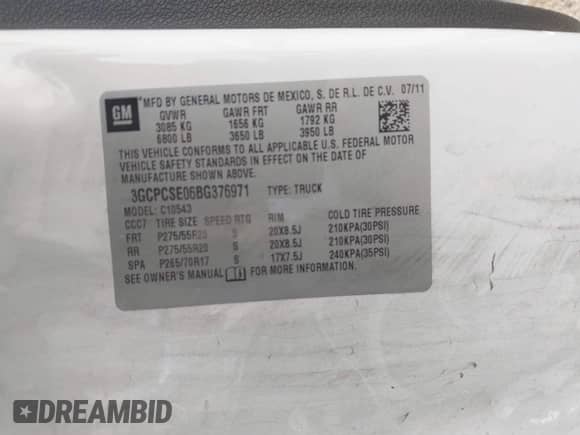 GM
MFD BY GENERAL MOTORS DE MEXICO, S. DE R.L. DE C.V. 07/11
GVWR GAWR FRT GAWR RR
3085 KG 1656 KG 1792 KG
6800 LB 3650 LB 3950 LB
THIS VEHICLE CONFORMS TO ALL APPLICABLE U.S. FEDERAL MOTOR
VEHICLE SAFETY STANDARDS IN EFFECT ON THE DATE OF
MANUFACTURE SHOWN ABOVE.
3GCPCSE06BG376971 TYPE: TRUCK
MODEL: C10543
CCC7 TIRE SIZE SPEED RTG RIM COLD TIRE PRESSURE
FRT P275/55R20 S 20X8.5J 210KPA(30PSI)
RR P275/55R20 S 20X8.5J 210KPA(30PSI)
SPA P265/70R17 S 17X7.5J 240KPA(35PSI)
SEE OWNER'S MANUAL FOR MORE INFORMATION
DREAMBID